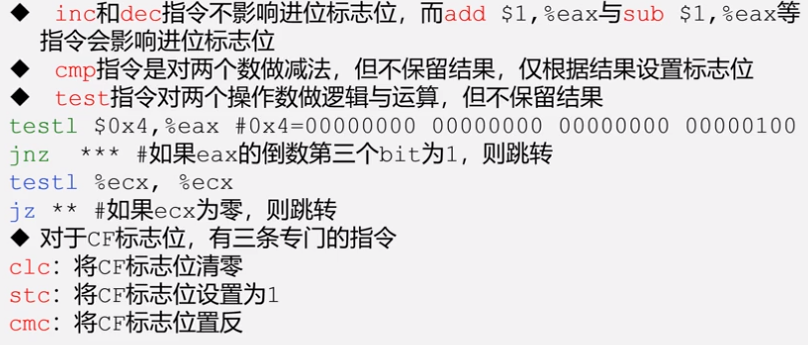 ◆ inc和dec指令不影响进位标志位，而add $1,%eax与sub $1,%eax等
指令会影响进位标志位
◆ cmp指令是对两个数做减法，但不保留结果，仅根据结果设置标志位
◆ test指令对两个操作数做逻辑与运算，但不保留结果
testl $0x4,%eax #0x4=00000000 00000000 00000000 00000100
jnz *** #如果eax的倒数第三个bit为1，则跳转
testl %ecx, %ecx
jz ** #如果ecx为零，则跳转
◆ 对于CF标志位，有三条专门的指令
clc：将CF标志位清零
stc：将CF标志位设置为1
cmc：将CF标志位置反